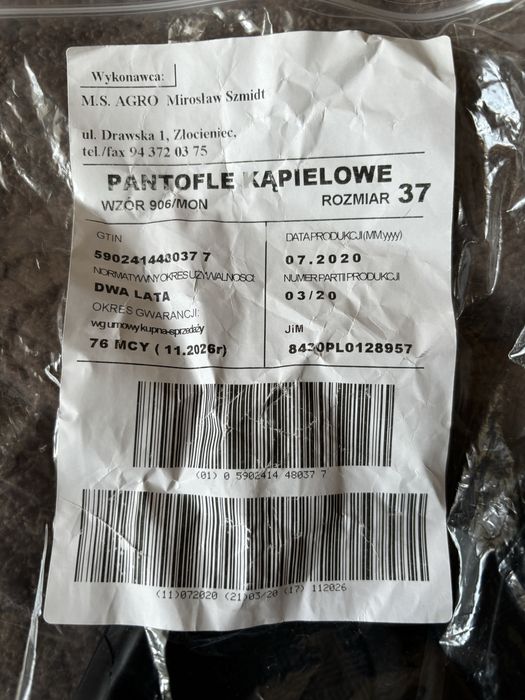 Wykonawca:
M.S. AGRO Mirosław Szmidt
ul. Drawska 1, Złocieniec,
tel./fax 94 372 03 75
PANTOFLE KĄPIELOWE
WZÓR 906/MON ROZMIAR 37
GTIN
590241448037 7
NORMATYWNY OKRES UŻYWALNOŚCI:
DWA LATA
OKRES GWARANCJI:
wg umowy kupna-sprzedaży
76 MCY ( 11.2026r)
DATA PRODUKCJI (MM.yyyy)
07.2020
NUMER PARTII PRODUKCJI
03/20
JiM
8430PL0128957
(01) 0 5902414 48037 7
(11)072020 (21)03/20 (17) 112026